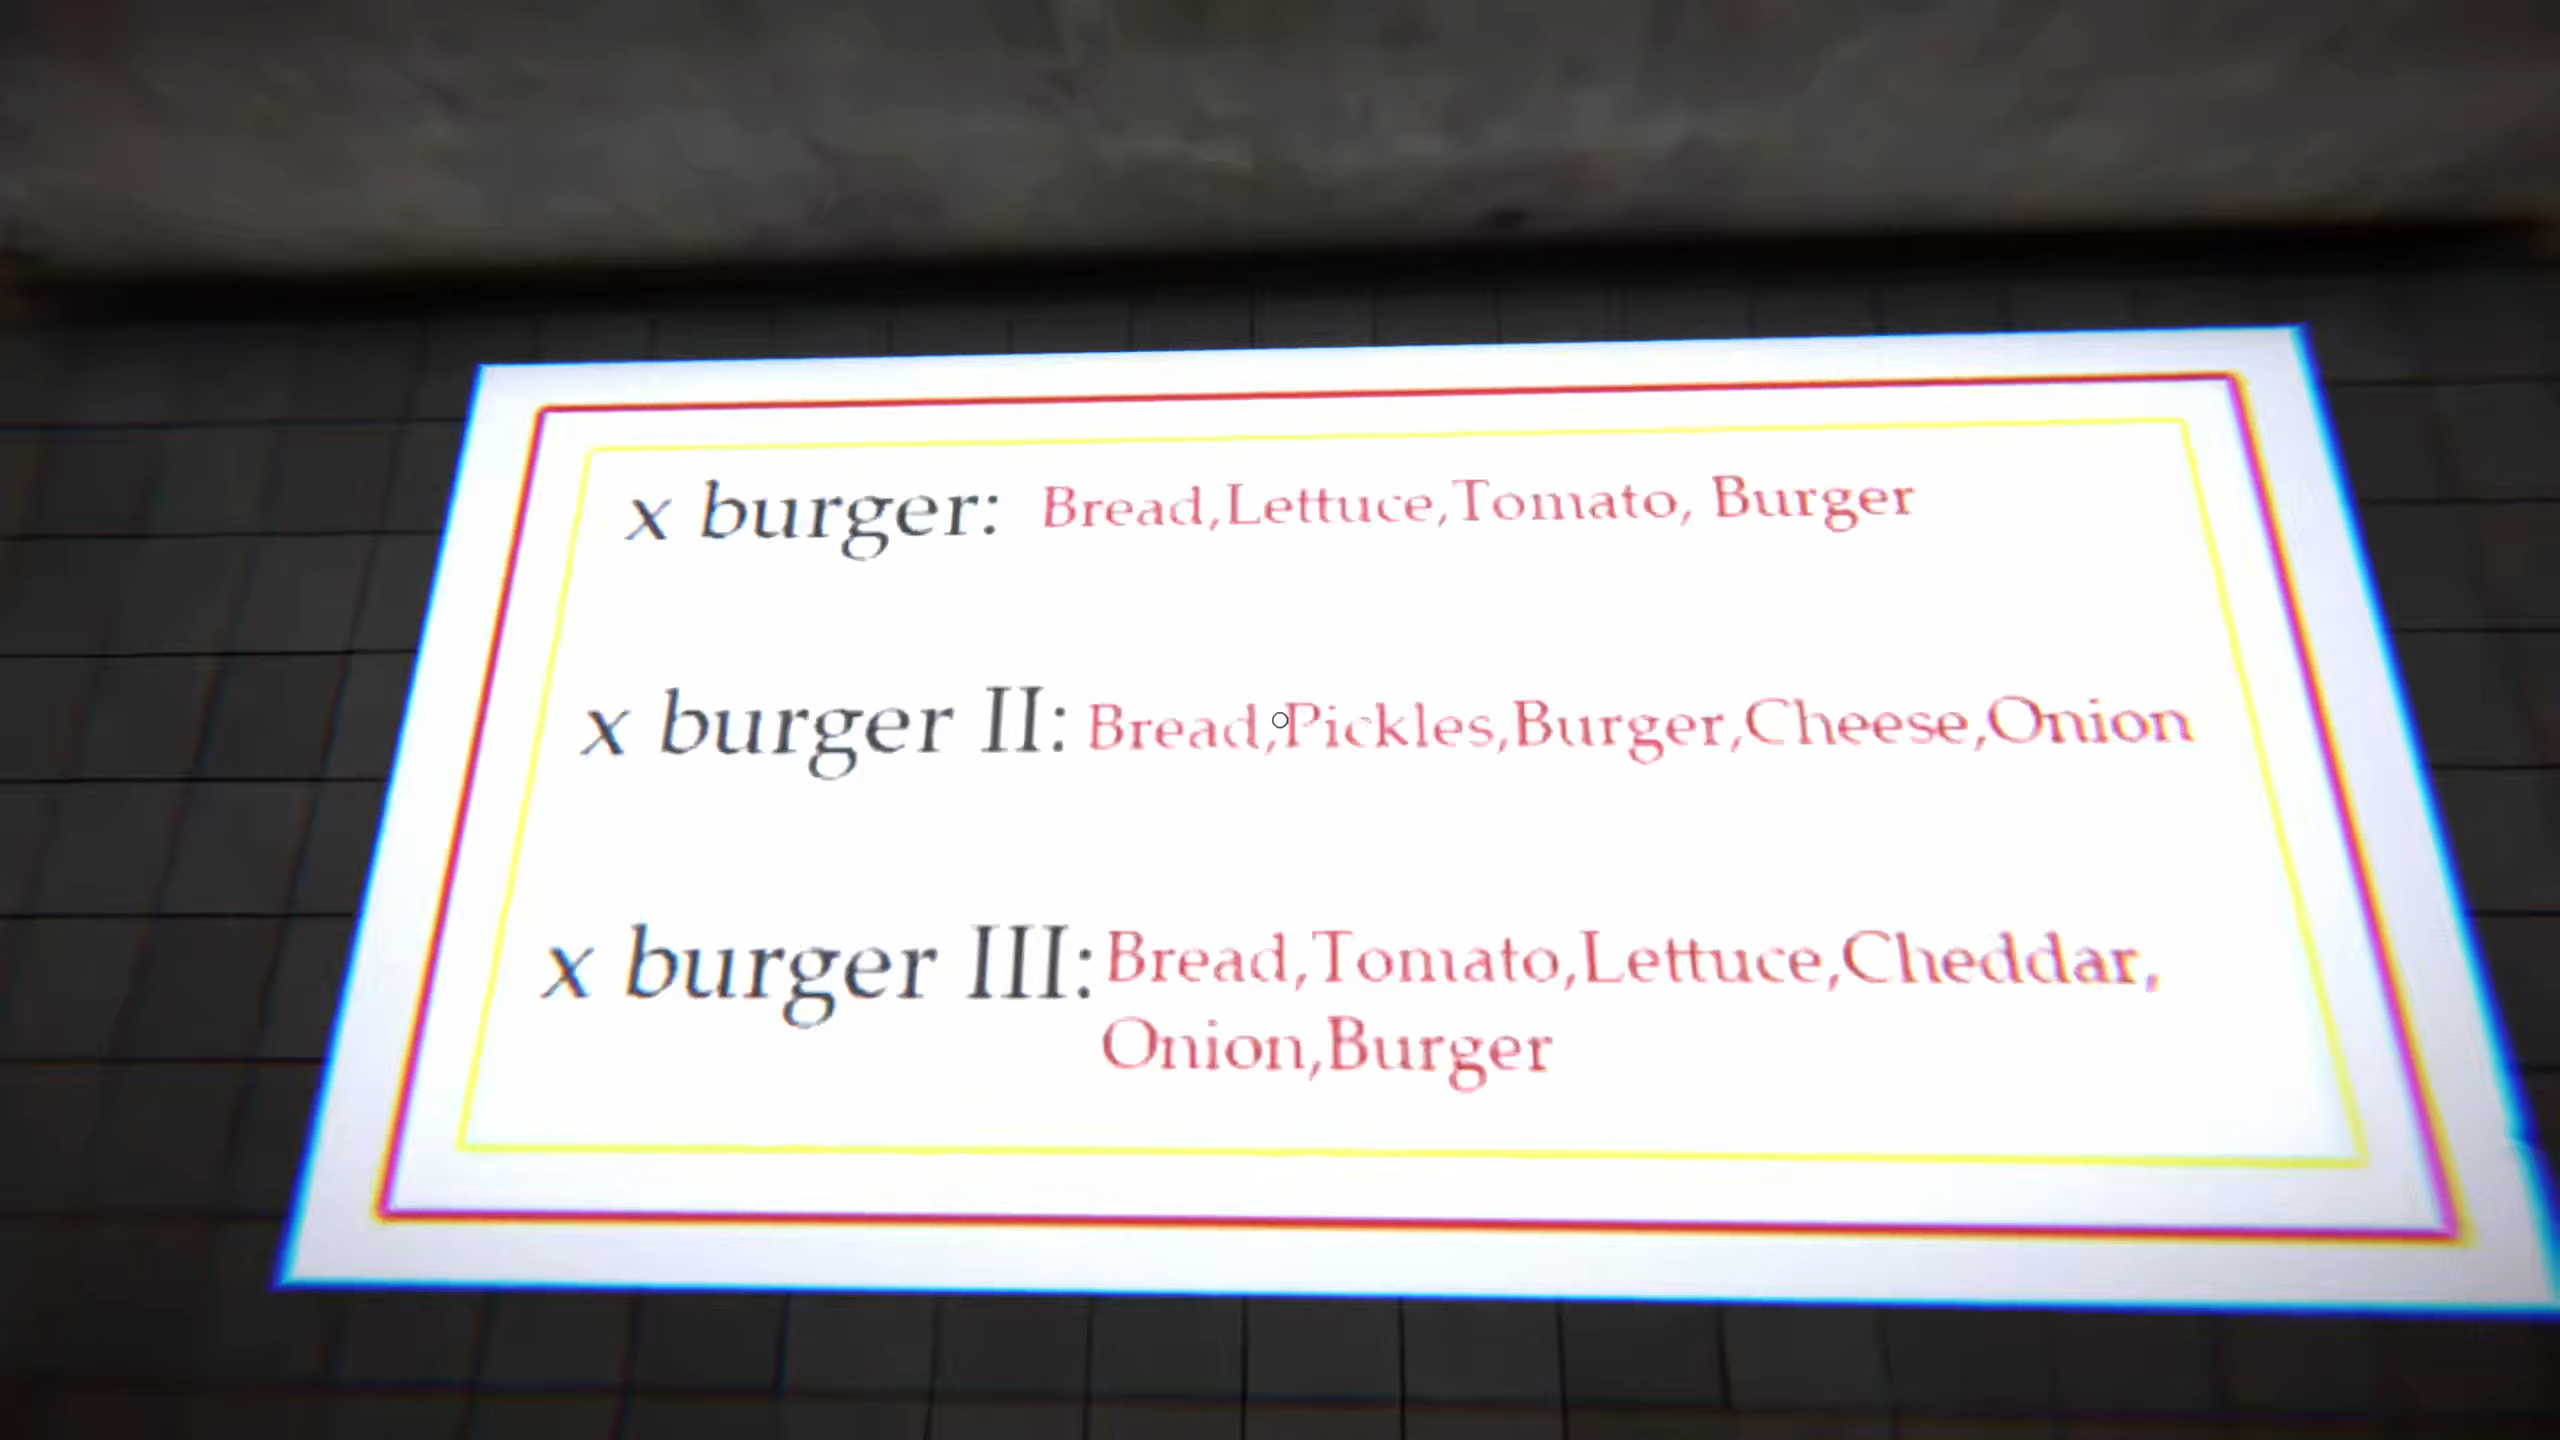 x burger: Bread,Lettuce,Tomato, Burger
x burger II: Bread,Pickles,Burger,Cheese,Onion
x burger III: Bread,Tomato,Lettuce,Cheddar,
Onion,Burger